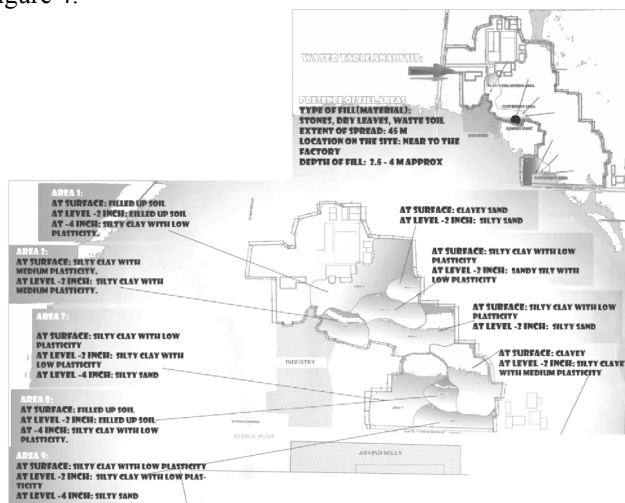 igure 4.
WATER TABLE ANALYSIS:
PRESENCE OF FILL AREAS:
TYPE OF FILL(MATERIAL):
STONES, DRY LEAVES, WASTE SOIL
EXTENT OF SPREAD: 45 M
LOCATION ON THE SITE: NEAR TO THE
FACTORY
DEPTH OF FILL: 2.5 - 4 M APPROX
CATCHMENT AREA
INDUSTRY
AREA 1:
AT SURFACE: FILLED UP SOIL
AT LEVEL -2 INCH: FILLED UP SOIL
AT -4 INCH: SILTY CLAY WITH LOW
PLASTICITY.
AREA 2:
AT SURFACE: SILTY CLAY WITH
MEDIUM PLASTICITY.
AT LEVEL -2 INCH: SILTY CLAY WITH
MEDIUM PLASTICITY.
AREA 7:
AT SURFACE: SILTY CLAY WITH LOW
PLASTICITY
AT LEVEL -2 INCH: SILTY CLAY WITH
LOW PLASTICITY
AT LEVEL -4 INCH: SILTY SAND
AREA 8:
AT SURFACE: FILLED UP SOIL
AT LEVEL -2 INCH: FILLED UP SOIL
AT -4 INCH: SILTY CLAY WITH LOW
PLASTICITY.
AREA 9:
AT SURFACE: SILTY CLAY WITH LOW PLASTICITY
AT LEVEL -2 INCH: SILTY CLAY WITH LOW PLAS-
TICITY
AT LEVEL -4 INCH: SILTY SAND
AT SURFACE: CLAYEY SAND
AT LEVEL -2 INCH: SILTY SAND
AT SURFACE: SILTY CLAY WITH LOW
PLASTICITY
AT LEVEL -2 INCH: SANDY SILT WITH
LOW PLASTICITY
AT SURFACE: SILTY CLAY WITH LOW
PLASTICITY
AT LEVEL -2 INCH: SILTY SAND
AT SURFACE: CLAYEY
AT LEVEL -2 INCH: SILTY CLAYEY
WITH MEDIUM PLASTICITY
INDUSTRY
PETROL PUMP
ARVIND MILLS